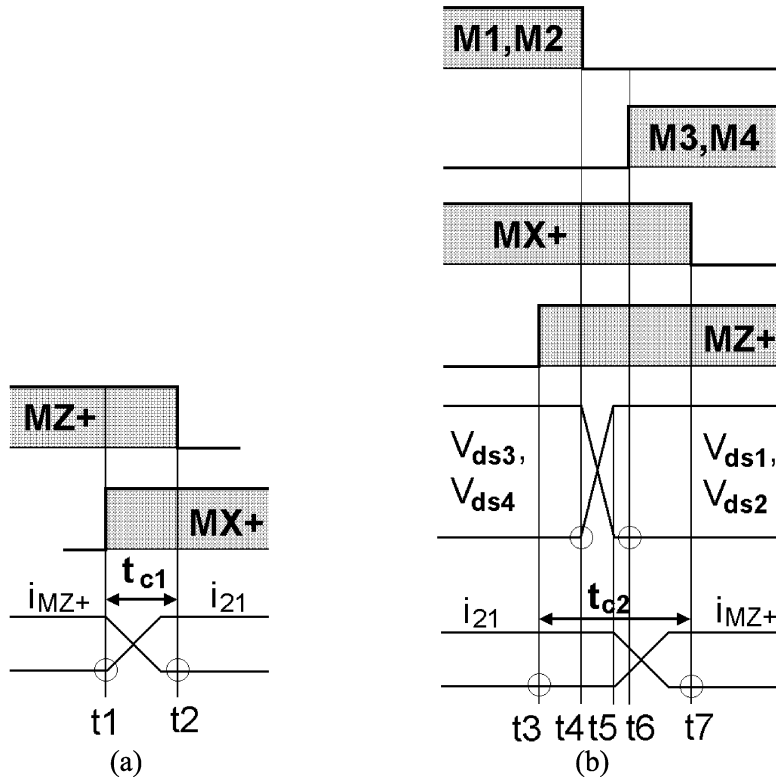 M1,M2
M3,M4
MX+
MZ+
MZ+
Vds3,
Vds4
Vds1,
Vds2
MX+
tc1
iMZ+ i21
tc2
i21 iMZ+
t1 t2
t3 t4 t5 t6 t7
(a) (b)